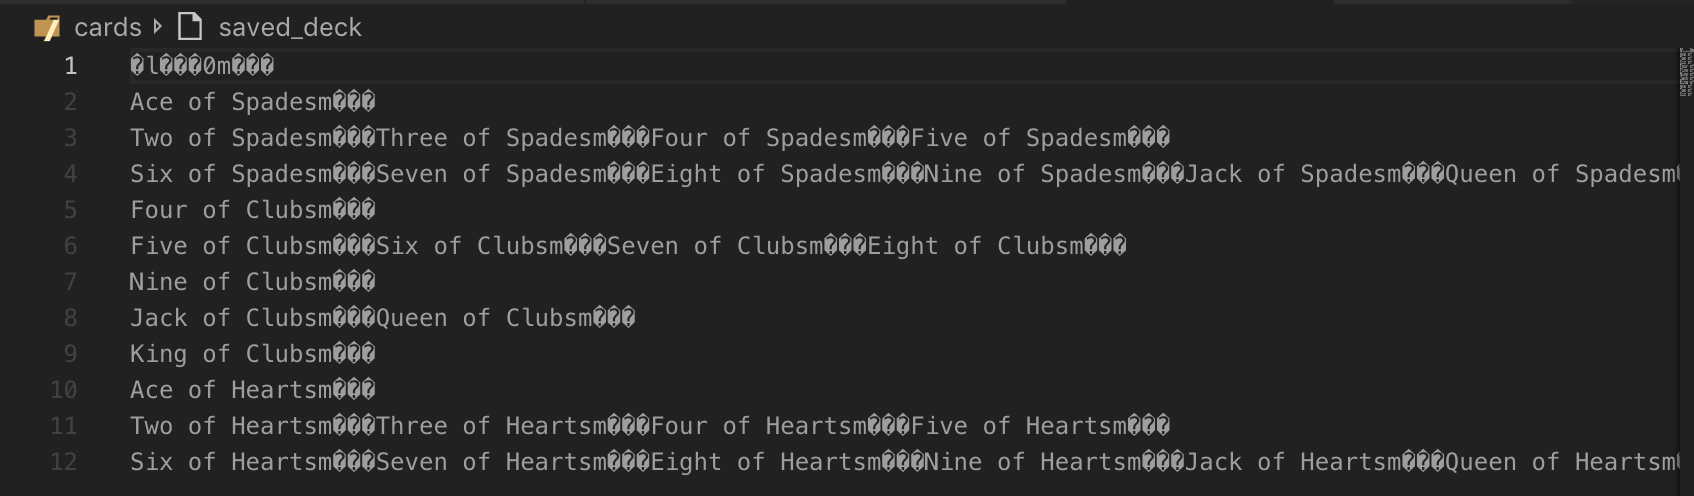 cards saved_deck
1 �l���0m���
2 Ace of Spadesm���
3 Two of Spadesm���Three of Spadesm���Four of Spadesm���Five of Spadesm���
4 Six of Spadesm���Seven of Spadesm���Eight of Spadesm���Nine of Spadesm���Jack of Spadesm���Queen of Spadesm
5 Four of Clubsm���
6 Five of Clubsm���Six of Clubsm���Seven of Clubsm���Eight of Clubsm���
7 Nine of Clubsm���
8 Jack of Clubsm���Queen of Clubsm���
9 King of Clubsm���
10 Ace of Heartsm���
11 Two of Heartsm���Three of Heartsm���Four of Heartsm���Five of Heartsm���
12 Six of Heartsm���Seven of Heartsm���Eight of Heartsm���Nine of Heartsm���Jack of Heartsm���Queen of Heartsm